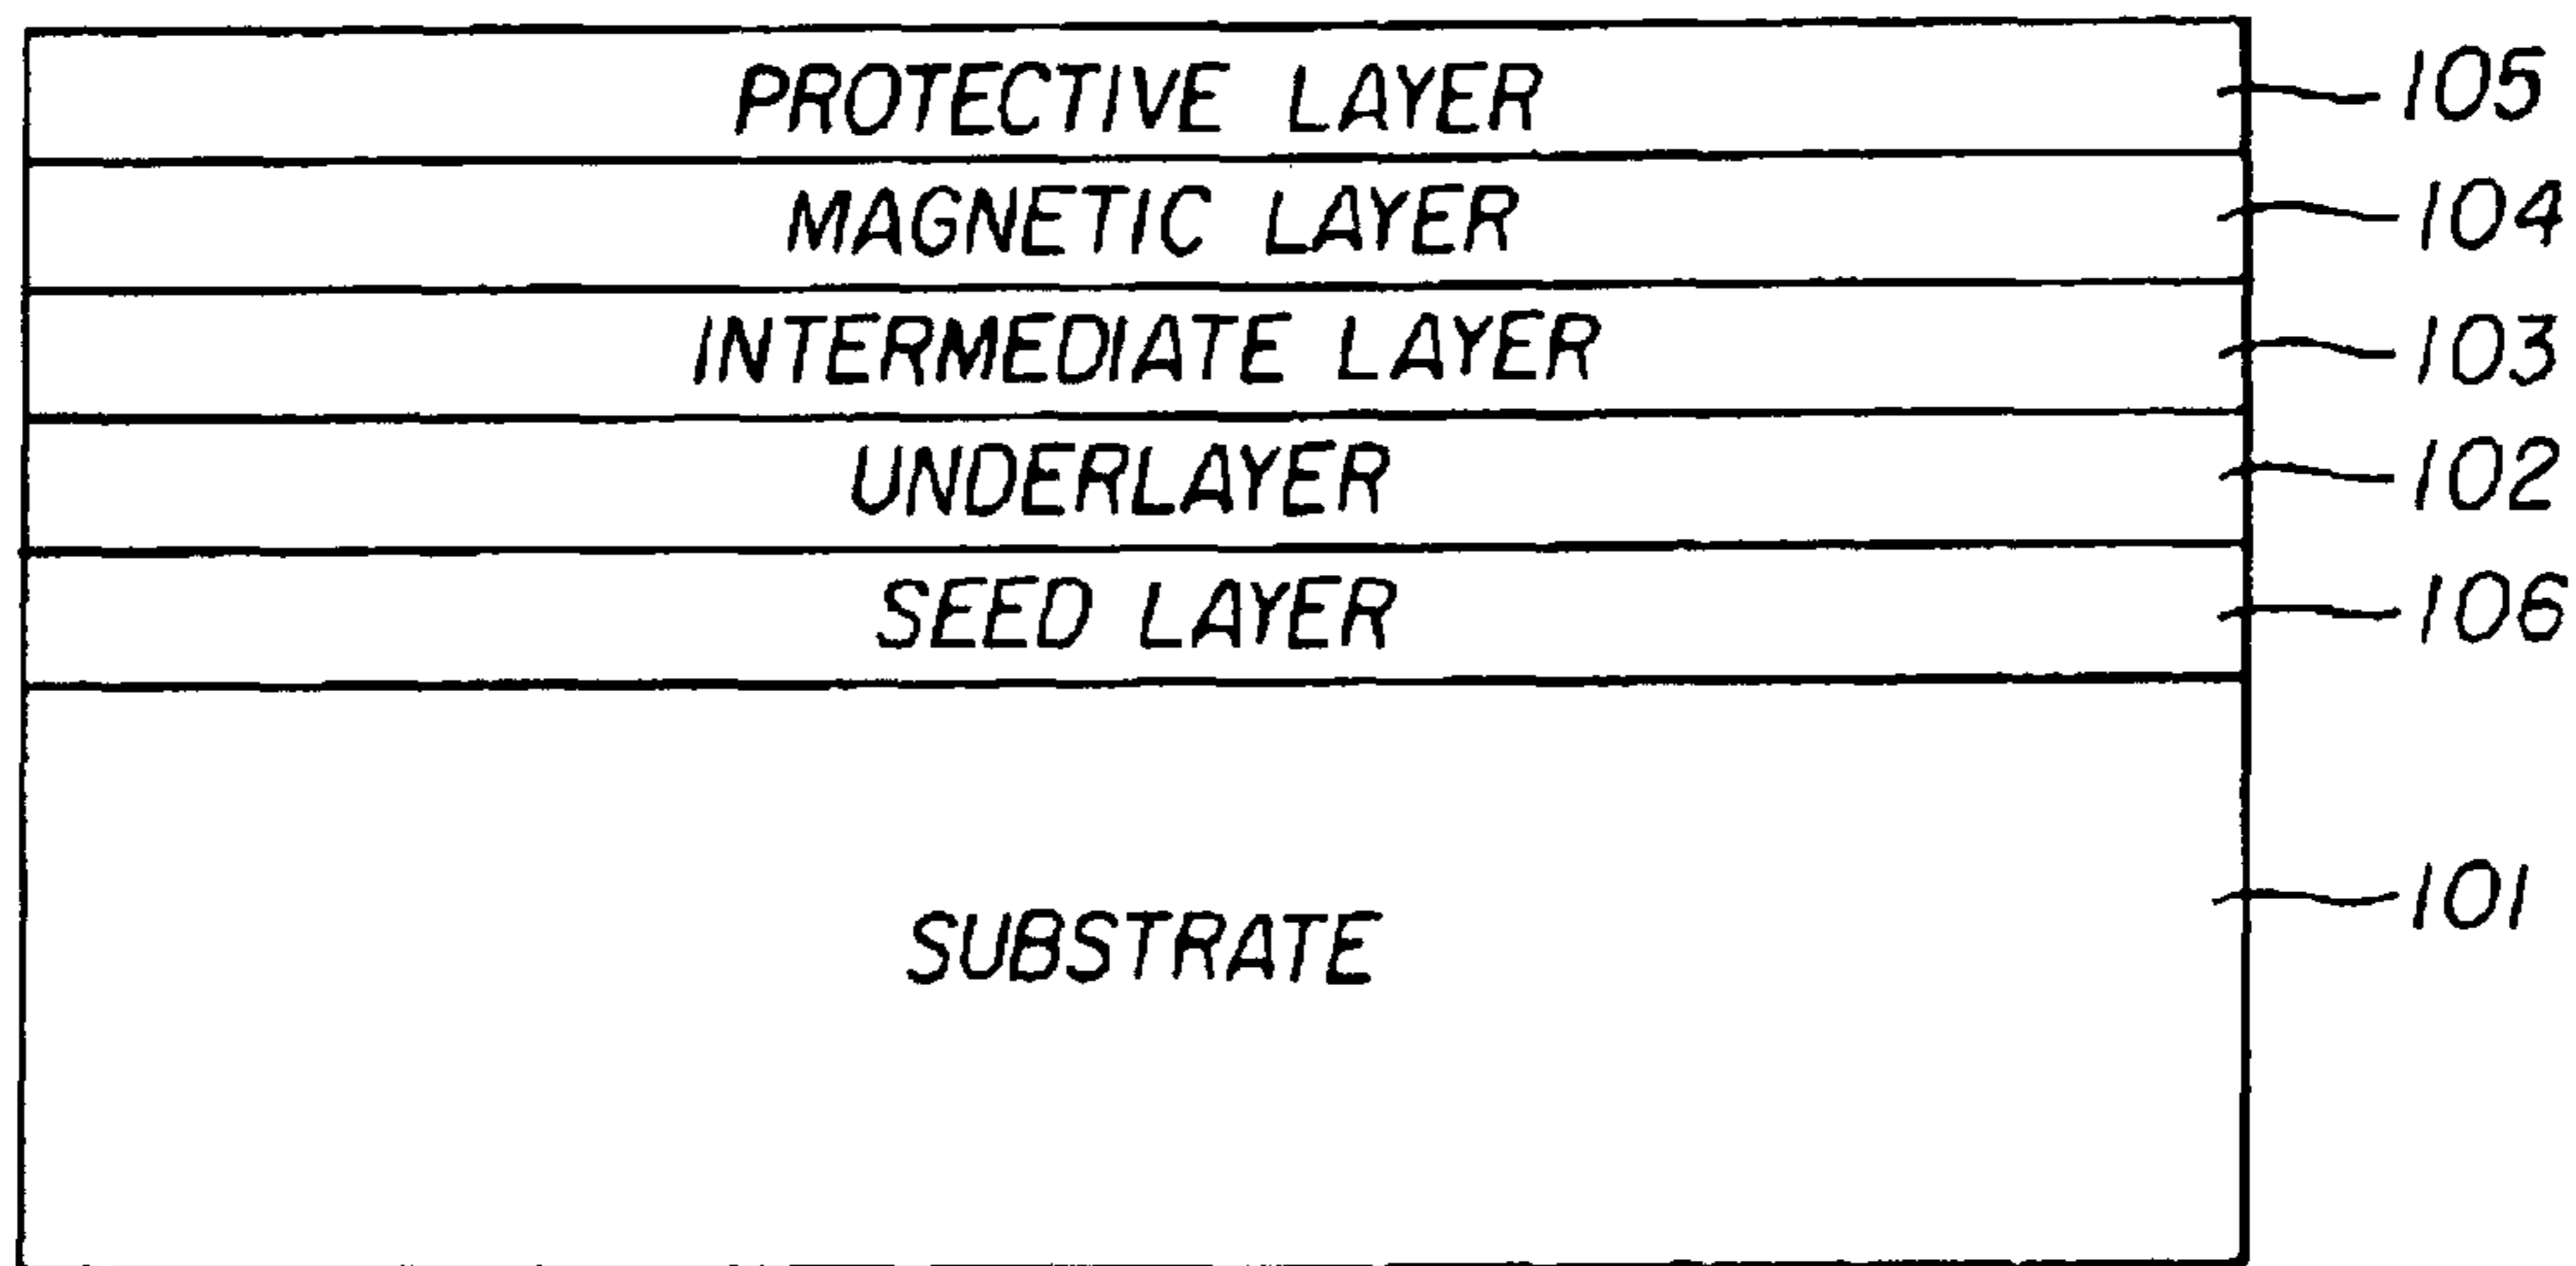 PROTECTIVE LAYER 105
MAGNETIC LAYER 104
INTERMEDIATE LAYER 103
UNDERLAYER 102
SEED LAYER 106
SUBSTRATE 101